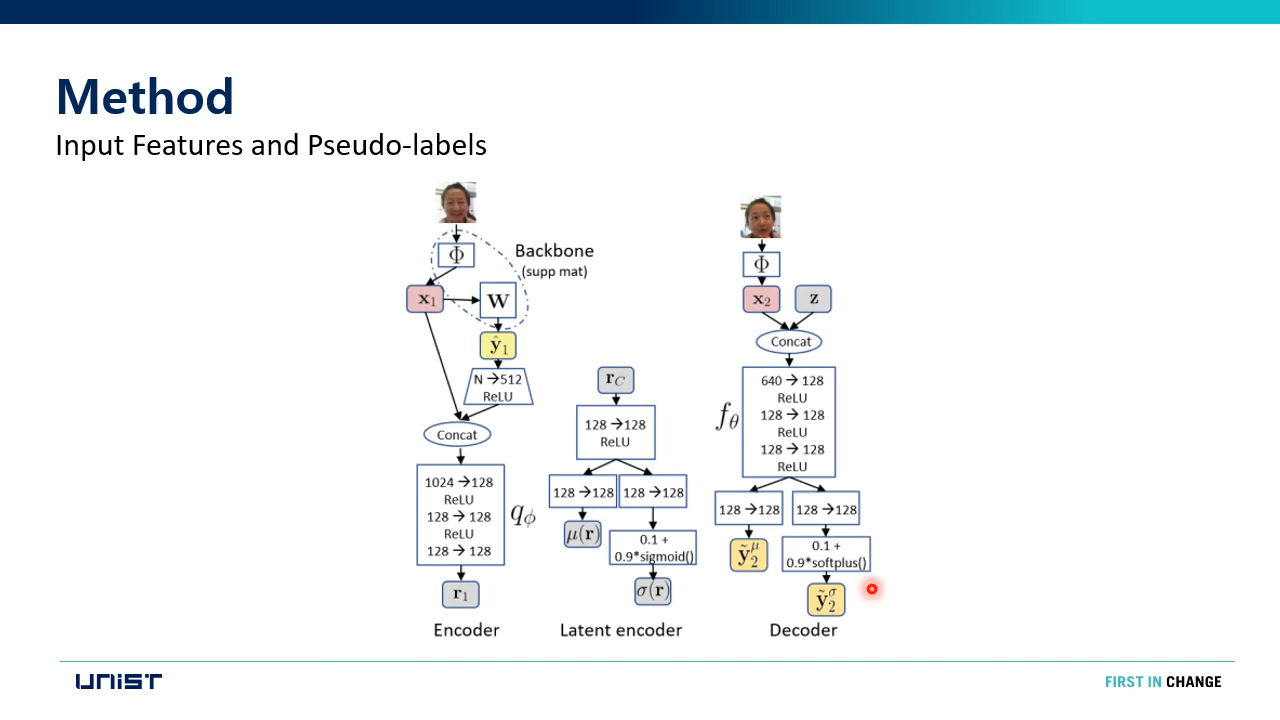 Method
Input Features and Pseudo-labels
Φ
Backbone
(supp mat)
x₁
W
ŷ₁
N →512
ReLU
Concat
1024 →128
ReLU
128 → 128
ReLU
128 → 128
qϕ
r₁
Encoder
r_C
128 →128
ReLU
128 →128
128 →128
μ(r)
0.1 +
0.9*sigmoid()
σ(r)
Latent encoder
Φ
x₂
z
Concat
640 → 128
ReLU
128 → 128
ReLU
128 → 128
ReLU
fθ
128 →128
128 →128
ỹ₂^μ
0.1 +
0.9*softplus()
ỹ₂^σ
Decoder
UNIST
FIRST IN CHANGE